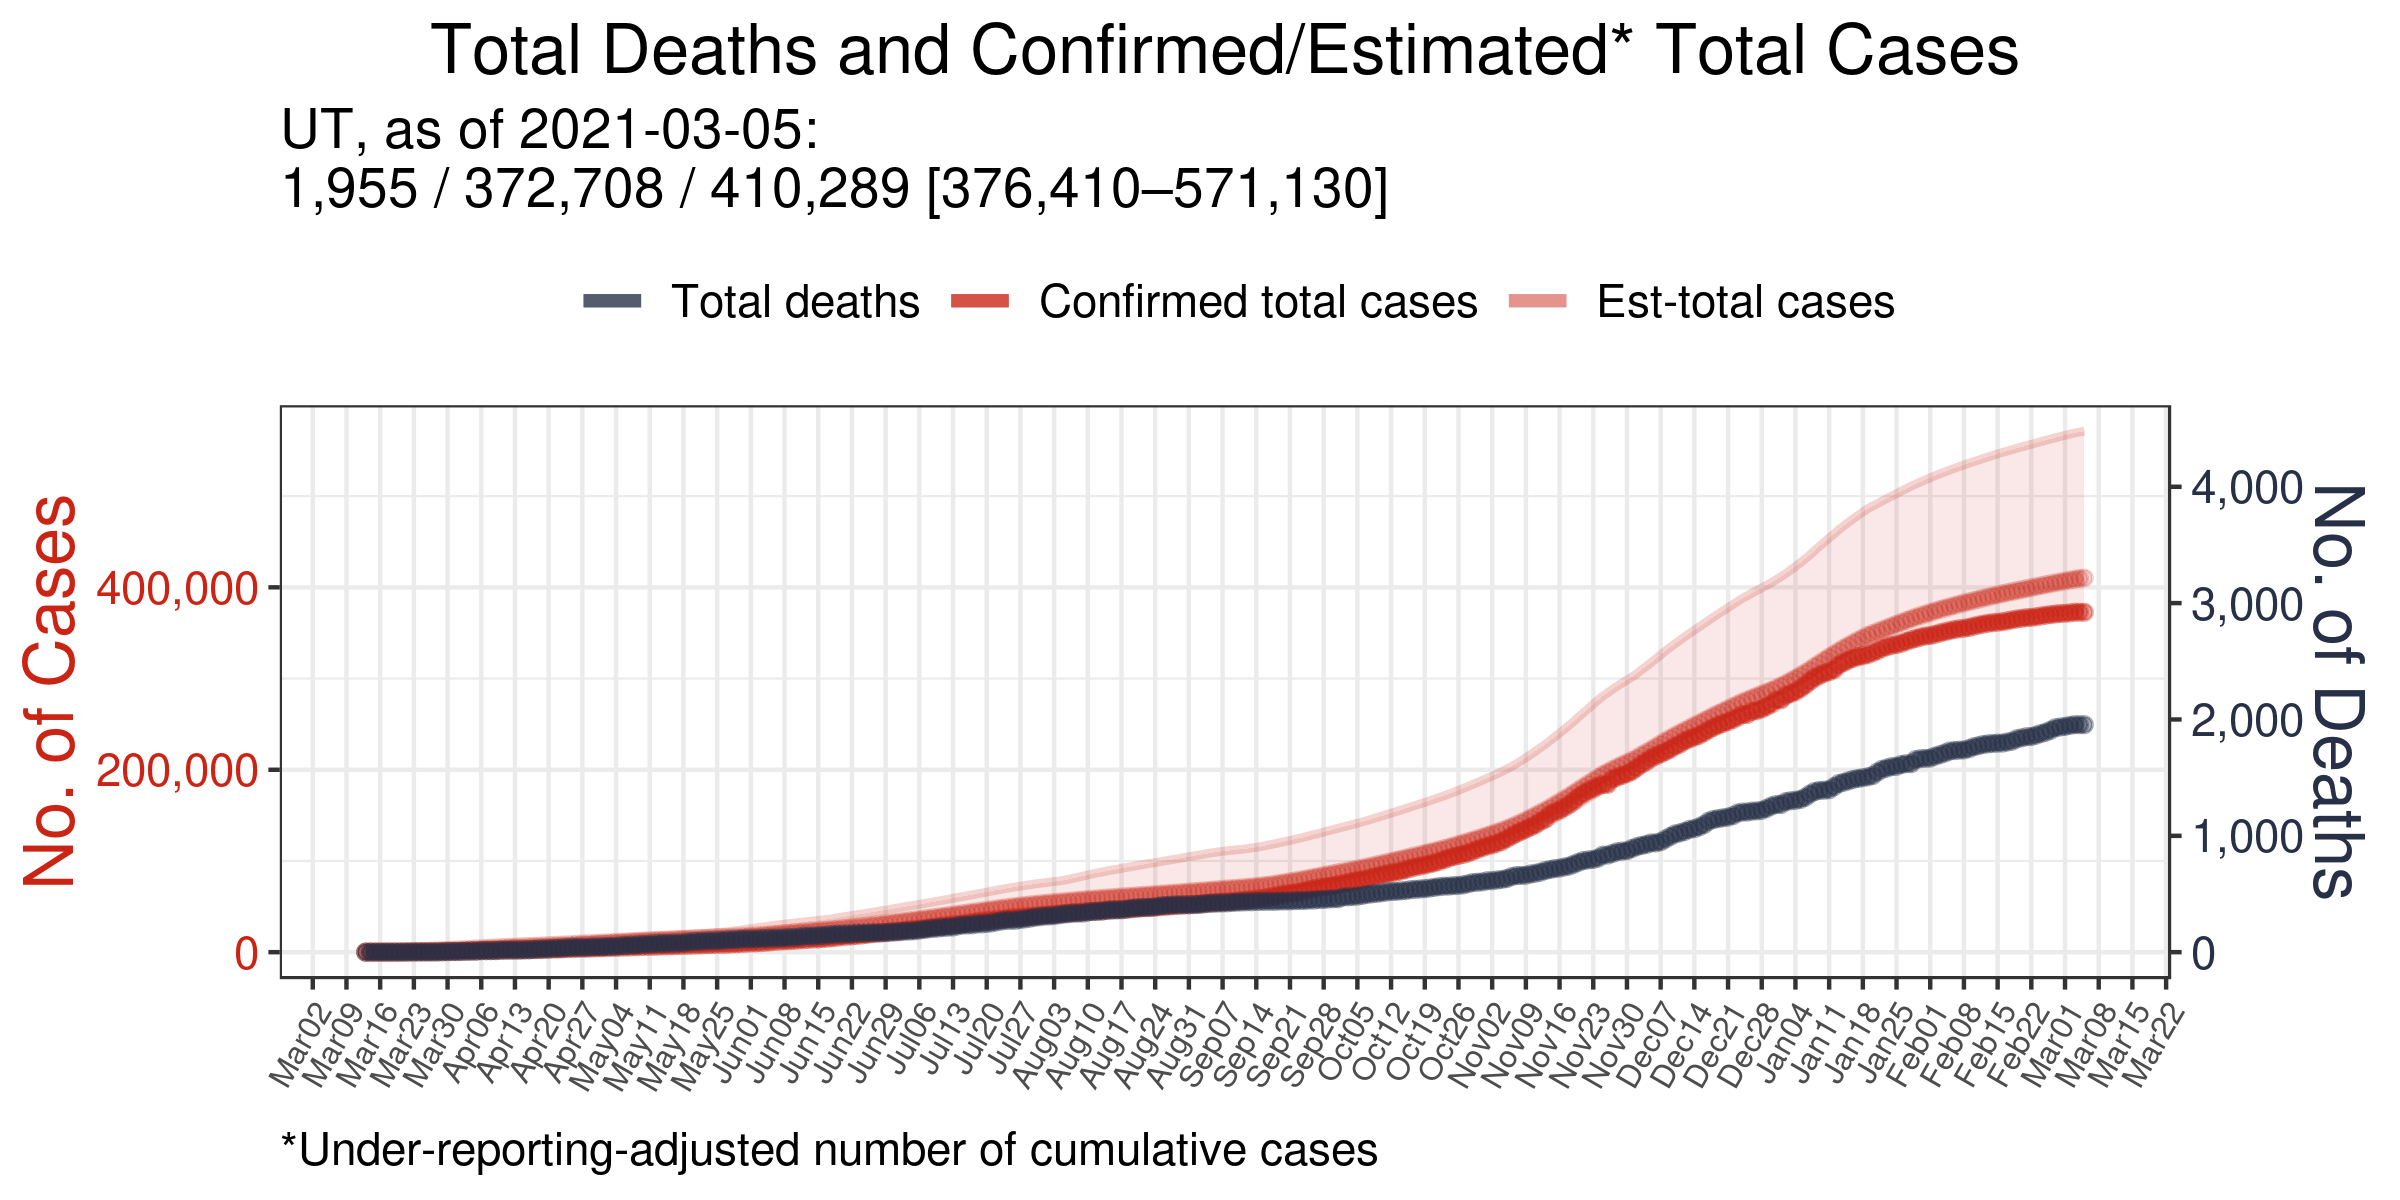 Total Deaths and Confirmed/Estimated* Total Cases
UT, as of 2021-03-05:
1,955 / 372,708 / 410,289 [376,410–571,130]
Total deaths
Confirmed total cases
Est-total cases
No. of Cases
400,000
200,000
0
4,000
3,000
2,000
1,000
0
No. of Deaths
Mar02
Mar09
Mar16
Mar23
Mar30
Apr06
Apr13
Apr20
Apr27
May04
May11
May18
May25
Jun01
Jun08
Jun15
Jun22
Jun29
Jul06
Jul13
Jul20
Jul27
Aug03
Aug10
Aug17
Aug24
Aug31
Sep07
Sep14
Sep21
Sep28
Oct05
Oct12
Oct19
Oct26
Nov02
Nov09
Nov16
Nov23
Nov30
Dec07
Dec14
Dec21
Dec28
Jan04
Jan11
Jan18
Jan25
Feb01
Feb08
Feb15
Feb22
Mar01
Mar08
Mar15
Mar22
*Under-reporting-adjusted number of cumulative cases